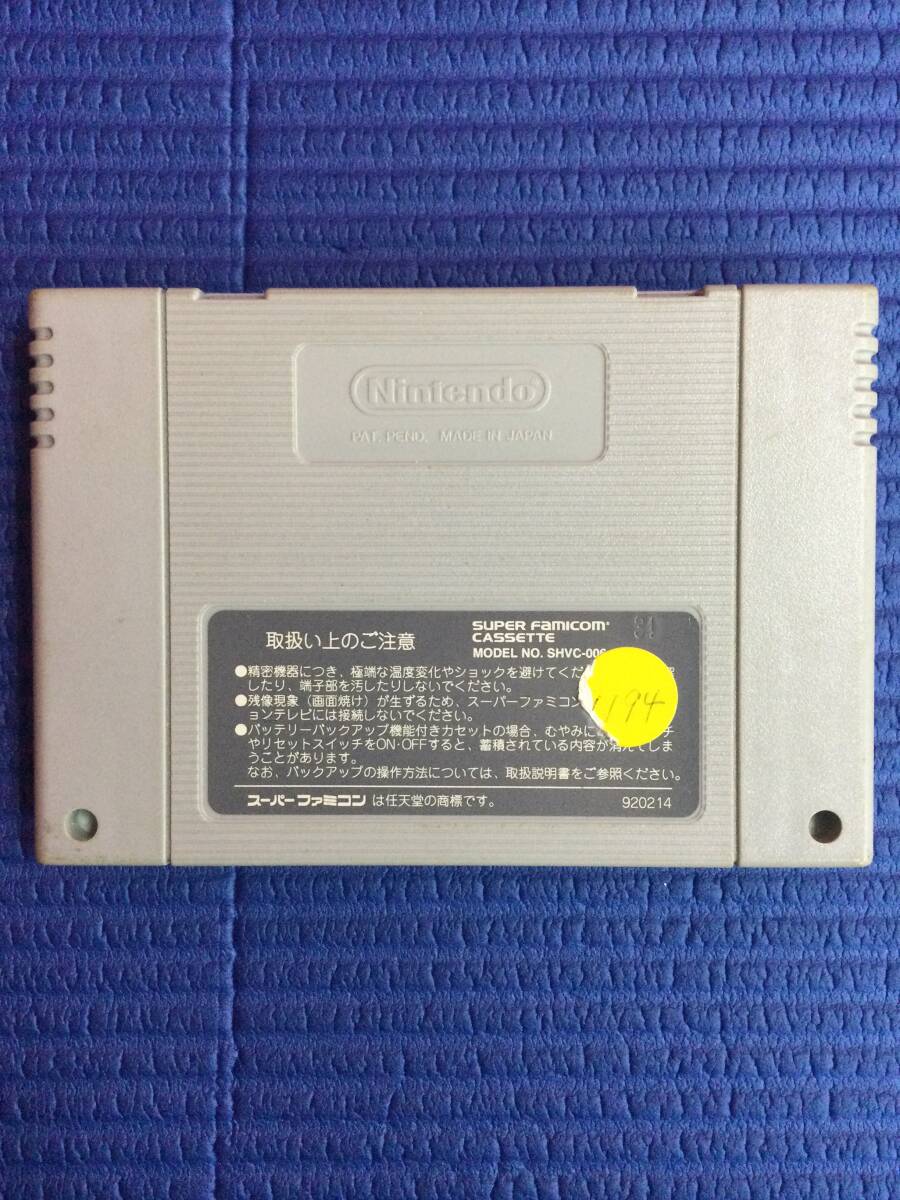 Nintendo®
PAT. PEND. MADE IN JAPAN
取扱い上のご注意
SUPER FAMICOM®
CASSETTE
MODEL NO. SHVC-006
●精密機器につき、極端な温度変化やショックを避けてくだ
したり、端子部を汚したりしないでください。
●残像現象（画面焼け）が生ずるため、スーパーファミコン
ョンテレビには接続しないでください。
●バッテリーバックアップ機能付きカセットの場合、むやみに
やリセットスイッチをON·OFFすると、蓄積されている内容が消えてしま
うことがあります。
なお、バックアップの操作方法については、取扱説明書をご参照ください。
スーパーファミコンは任天堂の商標です。
920214
1194